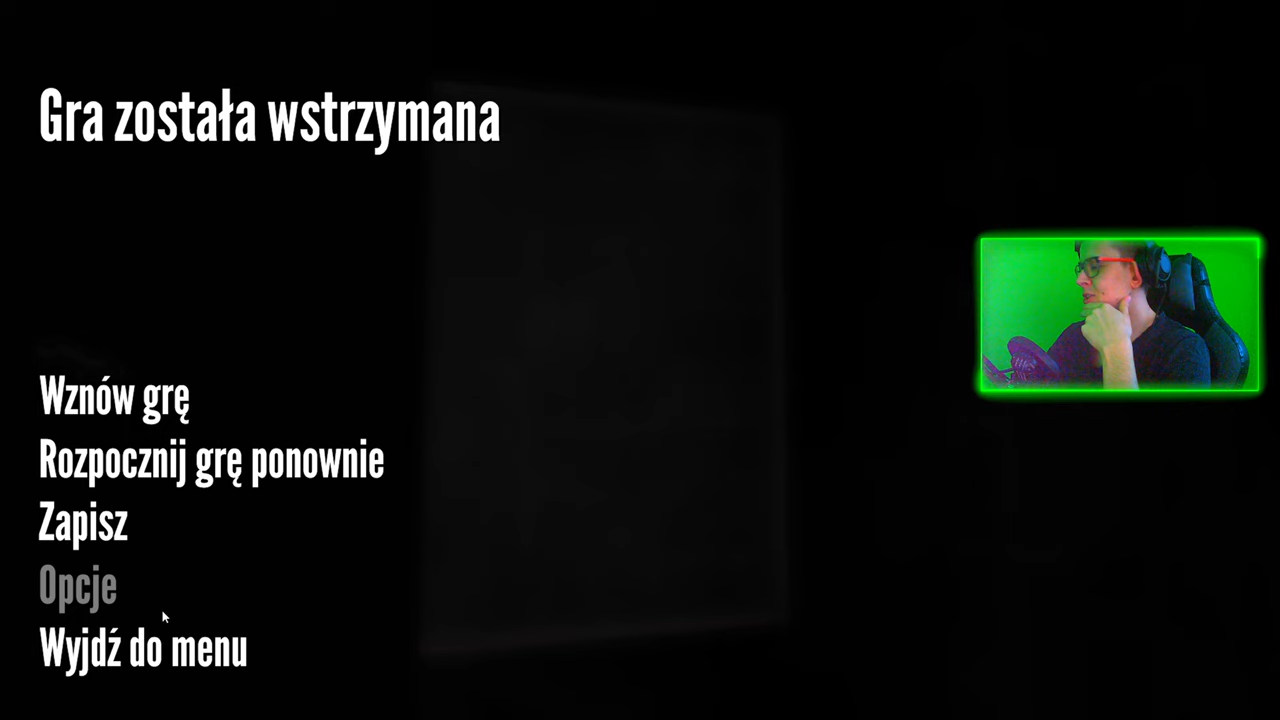 Gra została wstrzymana
Wznów grę
Rozpocznij grę ponownie
Zapisz
Opcje
Wyjdź do menu